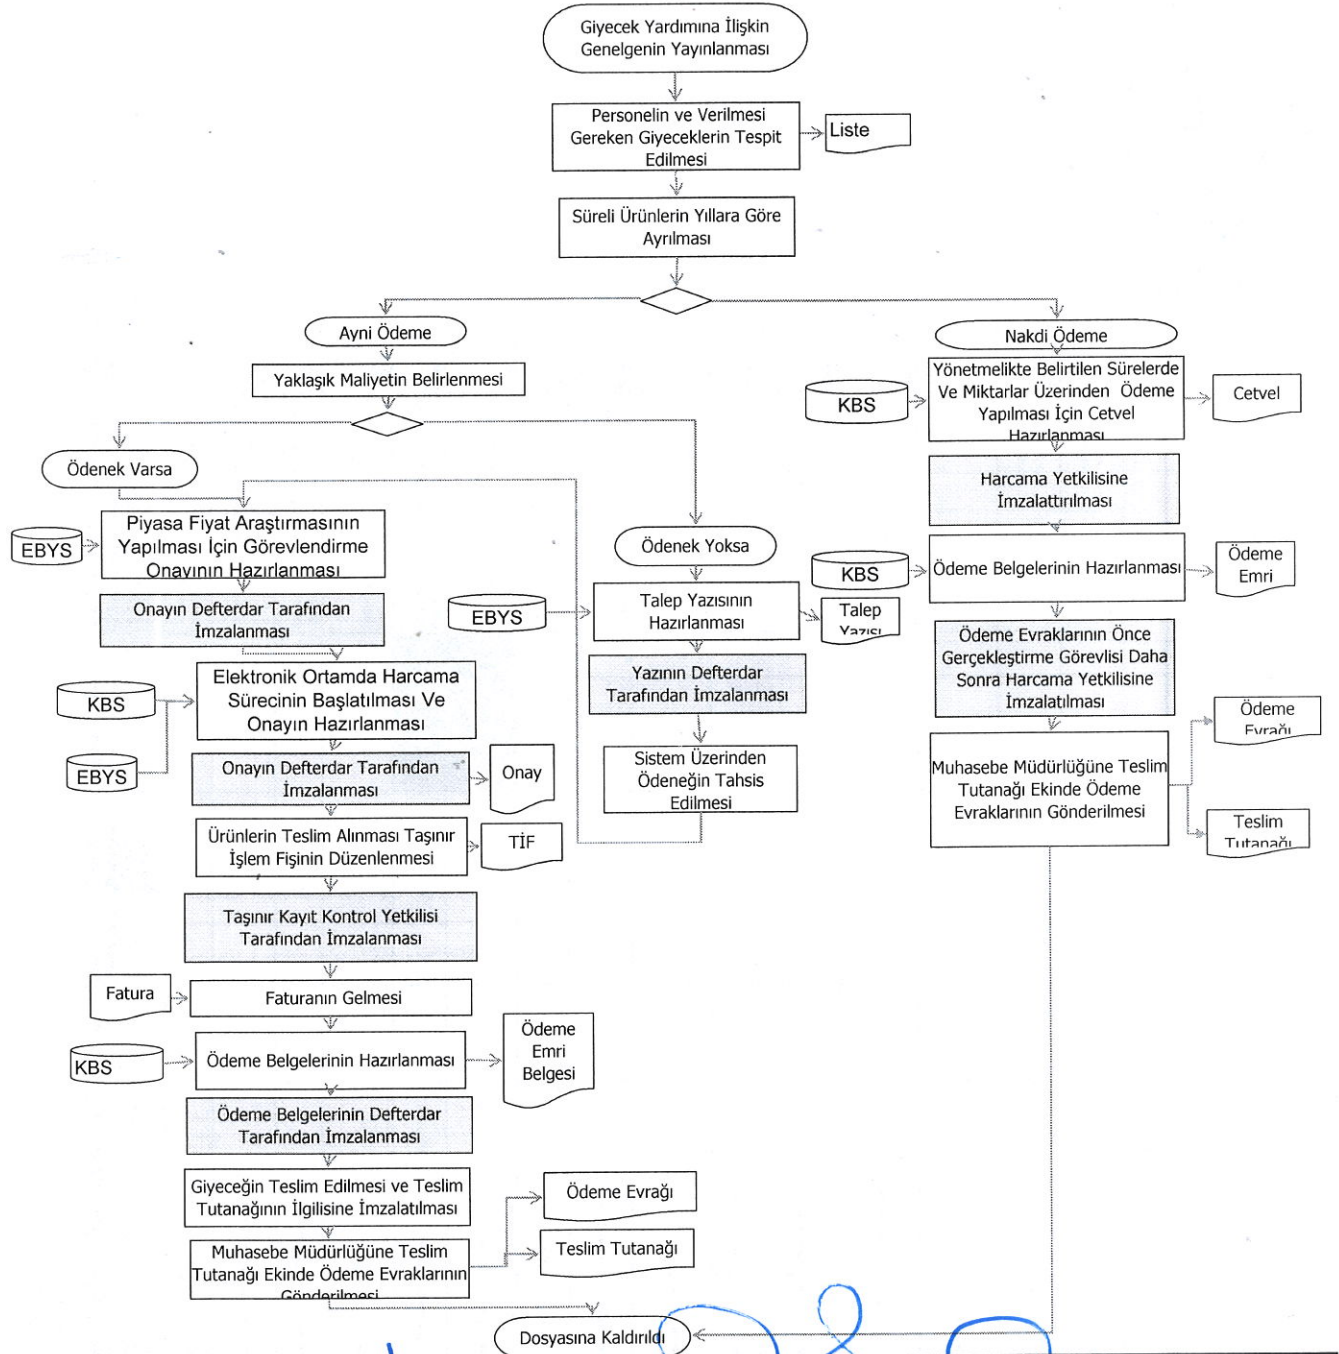 Giyecek Yardımına İlişkin
Genelgenin Yayınlanması
Personelin ve Verilmesi
Gereken Giyeceklerin Tespit
Edilmesi
Liste
Süreli Ürünlerin Yıllara Göre
Ayrılması
Ayni Ödeme
Yaklaşık Maliyetin Belirlenmesi
Ödenek Varsa
EBYS
Piyasa Fiyat Araştırmasının
Yapılması İçin Görevlendirme
Onayının Hazırlanması
Onayın Defterdar Tarafından
İmzalanması
KBS
EBYS
Elektronik Ortamda Harcama
Sürecinin Başlatılması Ve
Onayın Hazırlanması
Onayın Defterdar Tarafından
İmzalanması
Onay
Ürünlerin Teslim Alınması Taşınır
İşlem Fişinin Düzenlenmesi
TİF
Taşınır Kayıt Kontrol Yetkilisi
Tarafından İmzalanması
Fatura
Faturanın Gelmesi
KBS
Ödeme Belgelerinin Hazırlanması
Ödeme
Emri
Belgesi
Ödeme Belgelerinin Defterdar
Tarafından İmzalanması
Giyeceğin Teslim Edilmesi ve Teslim
Tutanağının İlgilisine İmzalatılması
Muhasebe Müdürlüğüne Teslim
Tutanağı Ekinde Ödeme Evraklarının
Gönderilmesi
Ödeme Evrağı
Teslim Tutanağı
Ödenek Yoksa
EBYS
Talep Yazısının
Hazırlanması
Talep
Yazısı
Yazının Defterdar
Tarafından İmzalanması
Sistem Üzerinden
Ödeneğin Tahsis
Edilmesi
Nakdi Ödeme
KBS
Yönetmelikte Belirtilen Sürelerde
Ve Miktarlar Üzerinden Ödeme
Yapılması İçin Cetvel
Hazırlanması
Cetvel
Harcama Yetkilisine
İmzalattırılması
KBS
Ödeme Belgelerinin Hazırlanması
Ödeme
Emri
Ödeme Evraklarının Önce
Gerçekleştirme Görevlisi Daha
Sonra Harcama Yetkilisine
İmzalatılması
Muhasebe Müdürlüğüne Teslim
Tutanağı Ekinde Ödeme
Evraklarının Gönderilmesi
Ödeme
Evrağı
Teslim
Tutanağı
Dosyasına Kaldırıldı